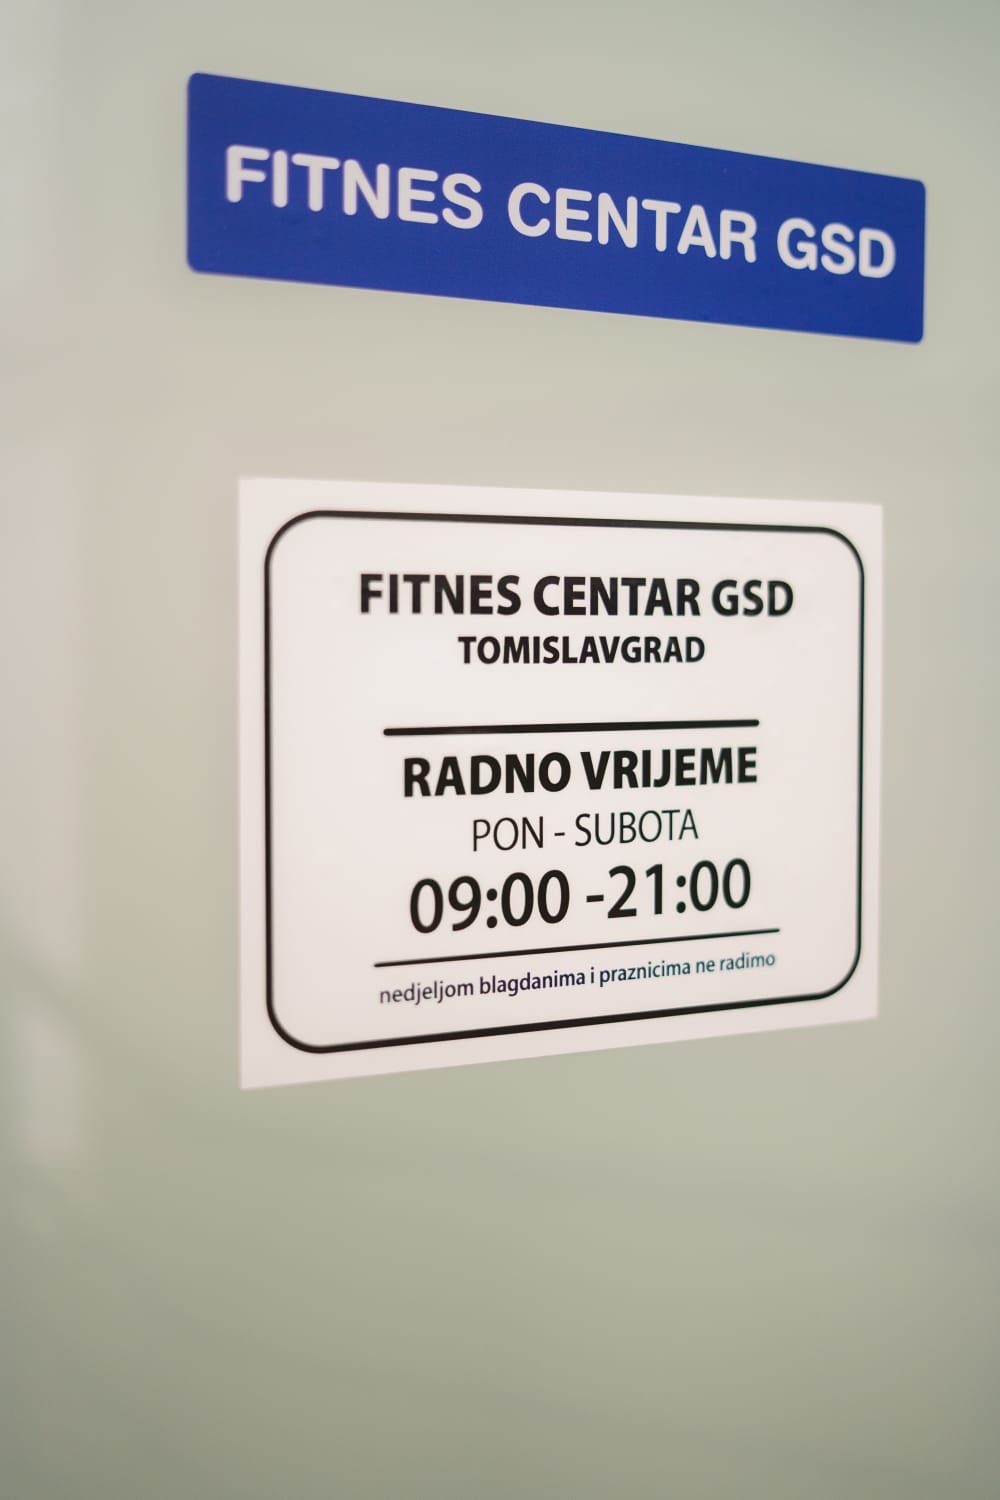 FITNES CENTAR GSD
FITNES CENTAR GSD
TOMISLAVGRAD
RADNO VRIJEME
PON - SUBOTA
09:00 -21:00
nedjeljom blagdanima i praznicima ne radimo